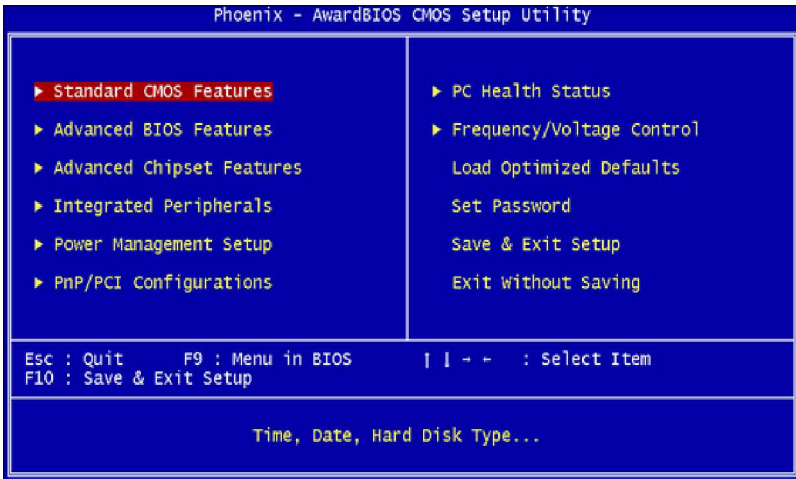 Phoenix - AwardBIOS CMOS Setup Utility
▶ Standard CMOS Features
▶ Advanced BIOS Features
▶ Advanced Chipset Features
▶ Integrated Peripherals
▶ Power Management Setup
▶ PnP/PCI Configurations
▶ PC Health Status
▶ Frequency/Voltage Control
Load Optimized Defaults
Set Password
Save & Exit Setup
Exit Without Saving
Esc : Quit F9 : Menu in BIOS ↑ ↓ → ← : Select Item
F10 : Save & Exit Setup
Time, Date, Hard Disk Type...